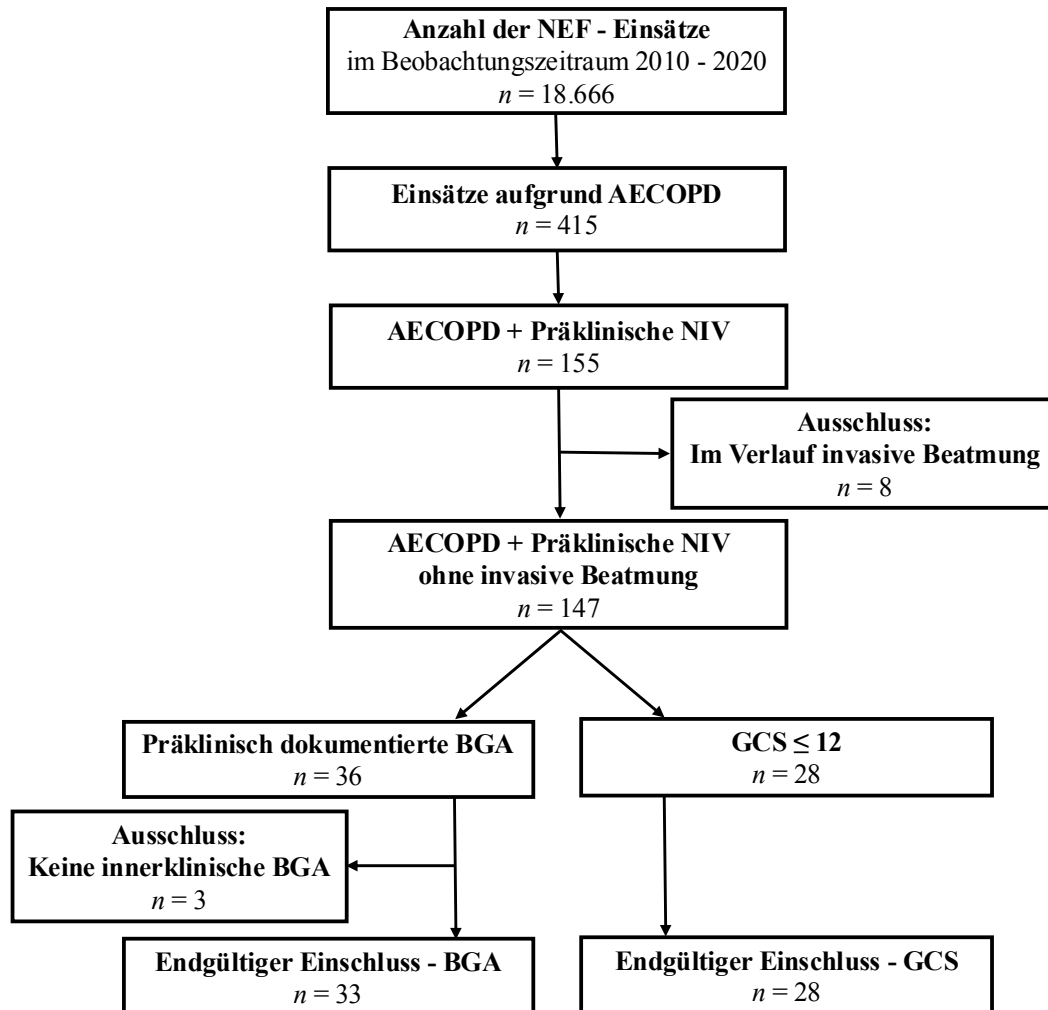 Anzahl der NEF - Einsätze
im Beobachtungszeitraum 2010 - 2020
n = 18.666
Einsätze aufgrund AECOPD
n = 415
AECOPD + Präklinische NIV
n = 155
Ausschluss:
Im Verlauf invasive Beatmung
n = 8
AECOPD + Präklinische NIV
ohne invasive Beatmung
n = 147
Präklinisch dokumentierte BGA
n = 36
GCS ≤ 12
n = 28
Ausschluss:
Keine innerklinische BGA
n = 3
Endgültiger Einschluss - BGA
n = 33
Endgültiger Einschluss - GCS
n = 28